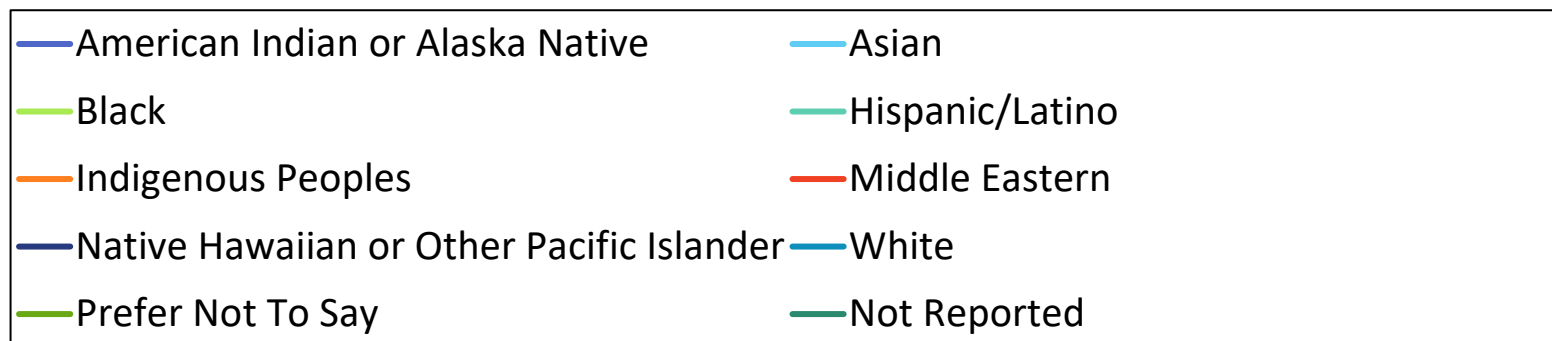 American Indian or Alaska Native Asian
Black Hispanic/Latino
Indigenous Peoples Middle Eastern
Native Hawaiian or Other Pacific Islander White
Prefer Not To Say Not Reported